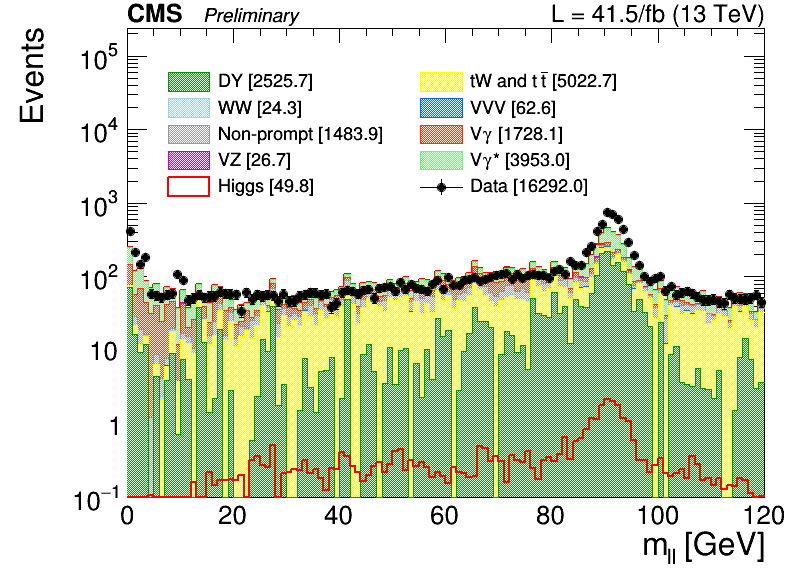 CMS Preliminary L = 41.5/fb (13 TeV)
Events
10⁵
10⁴
10³
10²
10
1
10⁻¹
DY [2525.7]
WW [24.3]
Non-prompt [1483.9]
VZ [26.7]
Higgs [49.8]
tW and t t̄ [5022.7]
VVV [62.6]
Vγ [1728.1]
Vγ* [3953.0]
Data [16292.0]
0 20 40 60 80 100 120
m_ll [GeV]